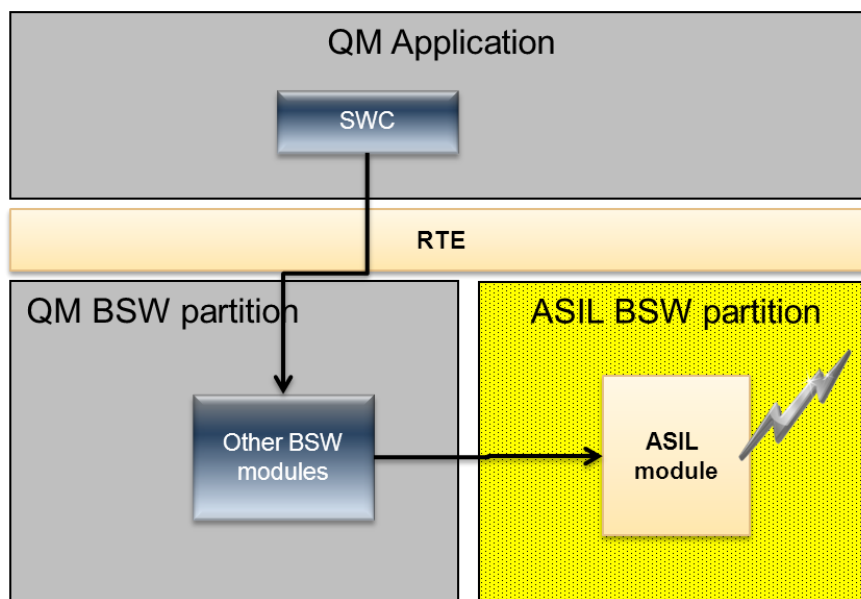 QM Application
SWC
RTE
QM BSW partition
ASIL BSW partition
Other BSW
modules
ASIL
module